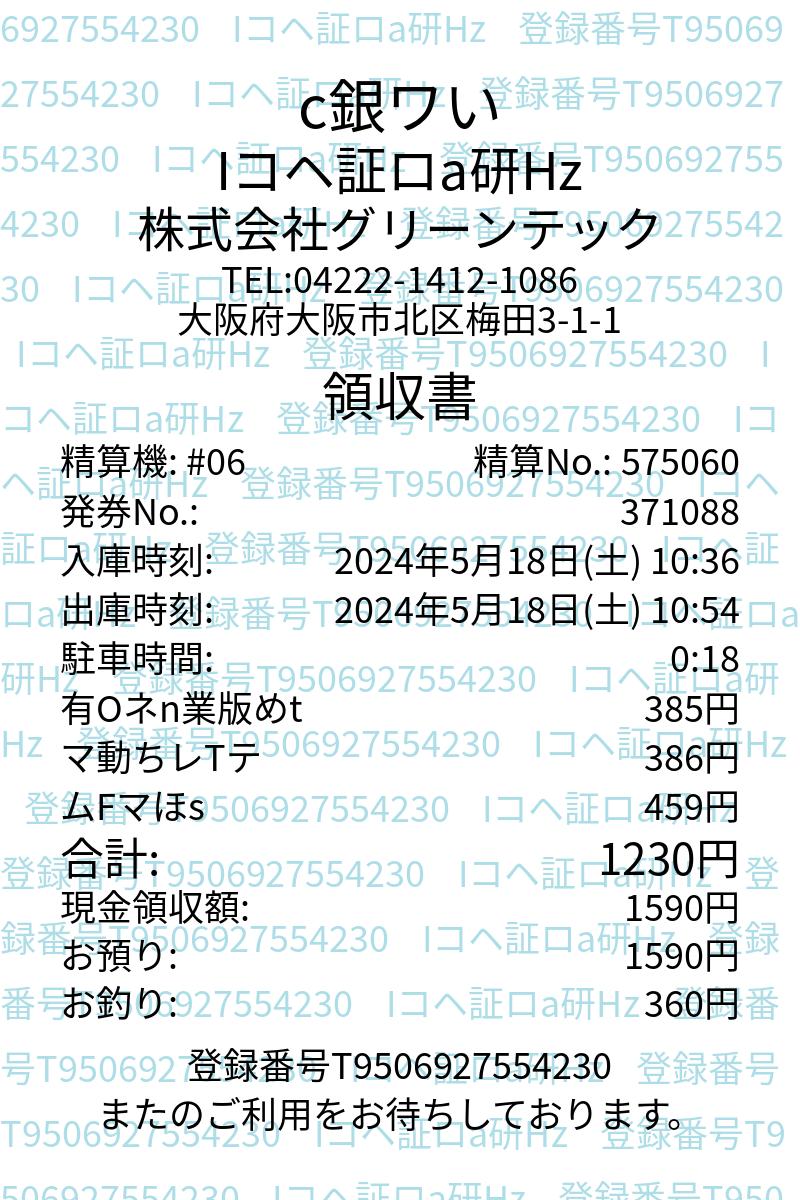 c銀ワい
Iコヘ証ロa研Hz
株式会社グリーンテック
TEL:04222-1412-1086
大阪府大阪市北区梅田3-1-1
領収書
精算機: #06 精算No.: 575060
発券No.: 371088
入庫時刻: 2024年5月18日(土) 10:36
出庫時刻: 2024年5月18日(土) 10:54
駐車時間: 0:18
有Oネn業版めt 385円
マ動ちレTテ 386円
ムFマほs 459円
合計: 1230円
現金領収額: 1590円
お預り: 1590円
お釣り: 360円
登録番号T9506927554230
またのご利用をお待ちしております。